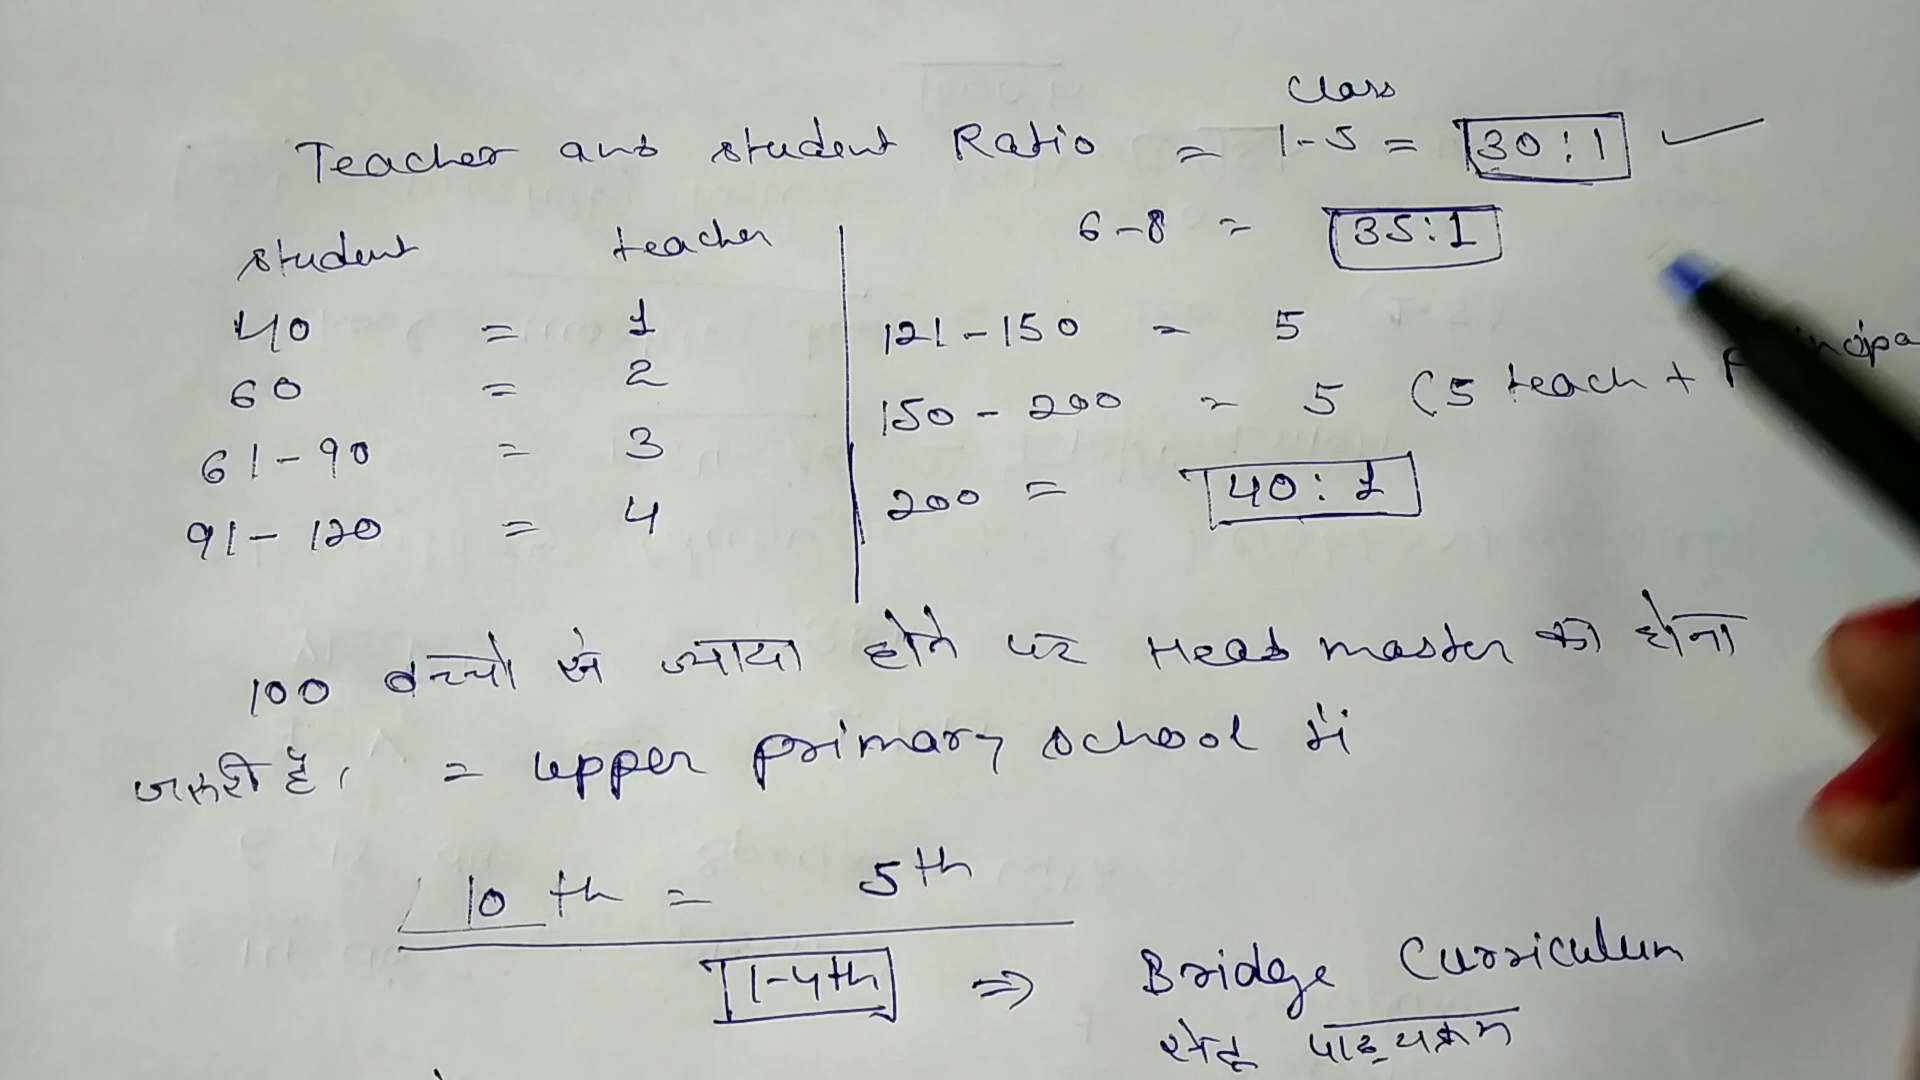 Class
Teacher and student Ratio = 1-5 = 30:1
6-8 = 35:1
student teacher
40 = 1
60 = 2
61-90 = 3
91-120 = 4
121-150 = 5
150-200 = 5 (5 teach +
200 = 40:1
100 बच्चो से ज्यादा होने पर Head master का होना
जरूरी है। = upper primary school में
10 th = 5th
1-4th ⇒ Bridge Curriculum
सेतु पाठ्यक्रम